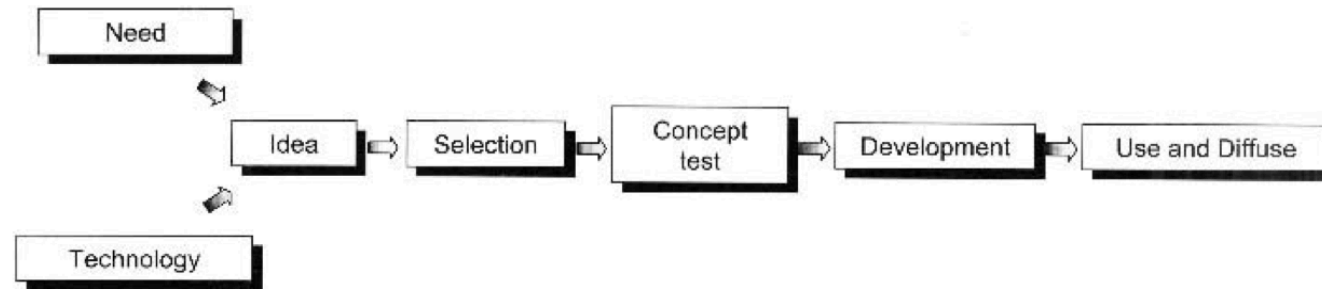 Need
Idea
Selection
Concept
test
Development
Use and Diffuse
Technology